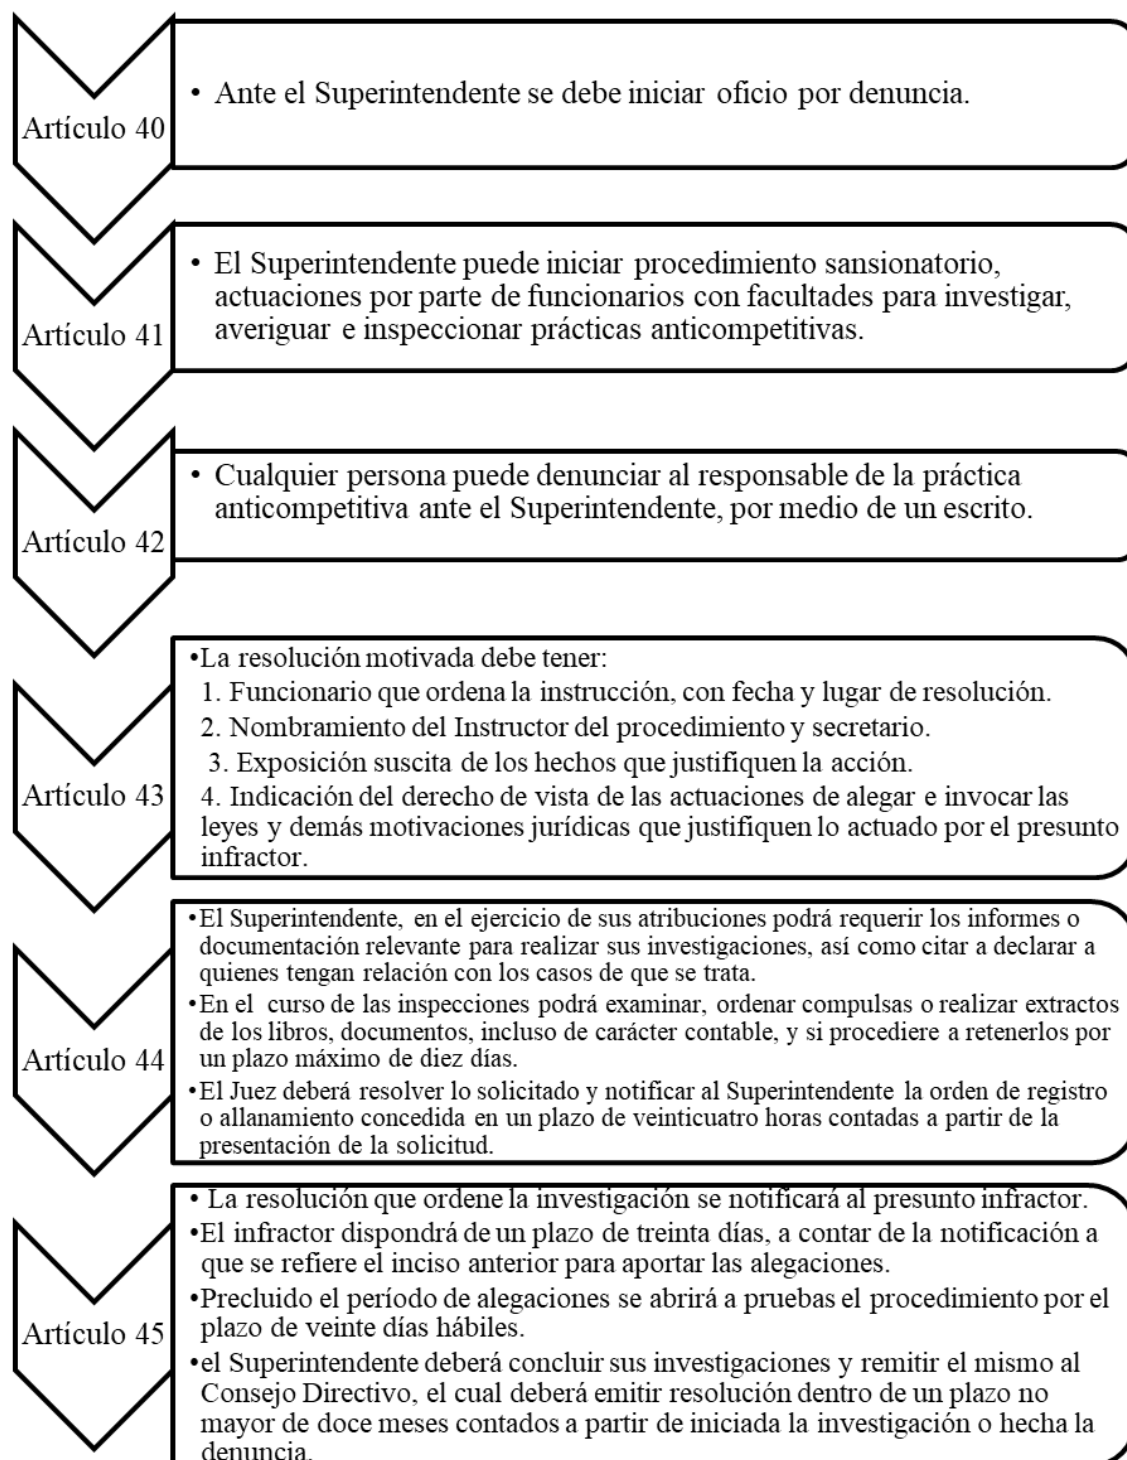 Artículo 40
• Ante el Superintendente se debe iniciar oficio por denuncia.
Artículo 41
• El Superintendente puede iniciar procedimiento sansionatorio,
actuaciones por parte de funcionarios con facultades para investigar,
averiguar e inspeccionar prácticas anticompetitivas.
Artículo 42
• Cualquier persona puede denunciar al responsable de la práctica
anticompetitiva ante el Superintendente, por medio de un escrito.
Artículo 43
•La resolución motivada debe tener:
1. Funcionario que ordena la instrucción, con fecha y lugar de resolución.
2. Nombramiento del Instructor del procedimiento y secretario.
3. Exposición suscita de los hechos que justifiquen la acción.
4. Indicación del derecho de vista de las actuaciones de alegar e invocar las
leyes y demás motivaciones jurídicas que justifiquen lo actuado por el presunto
infractor.
Artículo 44
•El Superintendente, en el ejercicio de sus atribuciones podrá requerir los informes o
documentación relevante para realizar sus investigaciones, así como citar a declarar a
quienes tengan relación con los casos de que se trata.
•En el curso de las inspecciones podrá examinar, ordenar compulsas o realizar extractos
de los libros, documentos, incluso de carácter contable, y si procediere a retenerlos por
un plazo máximo de diez días.
•El Juez deberá resolver lo solicitado y notificar al Superintendente la orden de registro
o allanamiento concedida en un plazo de veinticuatro horas contadas a partir de la
presentación de la solicitud.
Artículo 45
• La resolución que ordene la investigación se notificará al presunto infractor.
•El infractor dispondrá de un plazo de treinta días, a contar de la notificación a
que se refiere el inciso anterior para aportar las alegaciones.
•Precluido el período de alegaciones se abrirá a pruebas el procedimiento por el
plazo de veinte días hábiles.
•el Superintendente deberá concluir sus investigaciones y remitir el mismo al
Consejo Directivo, el cual deberá emitir resolución dentro de un plazo no
mayor de doce meses contados a partir de iniciada la investigación o hecha la
denuncia.